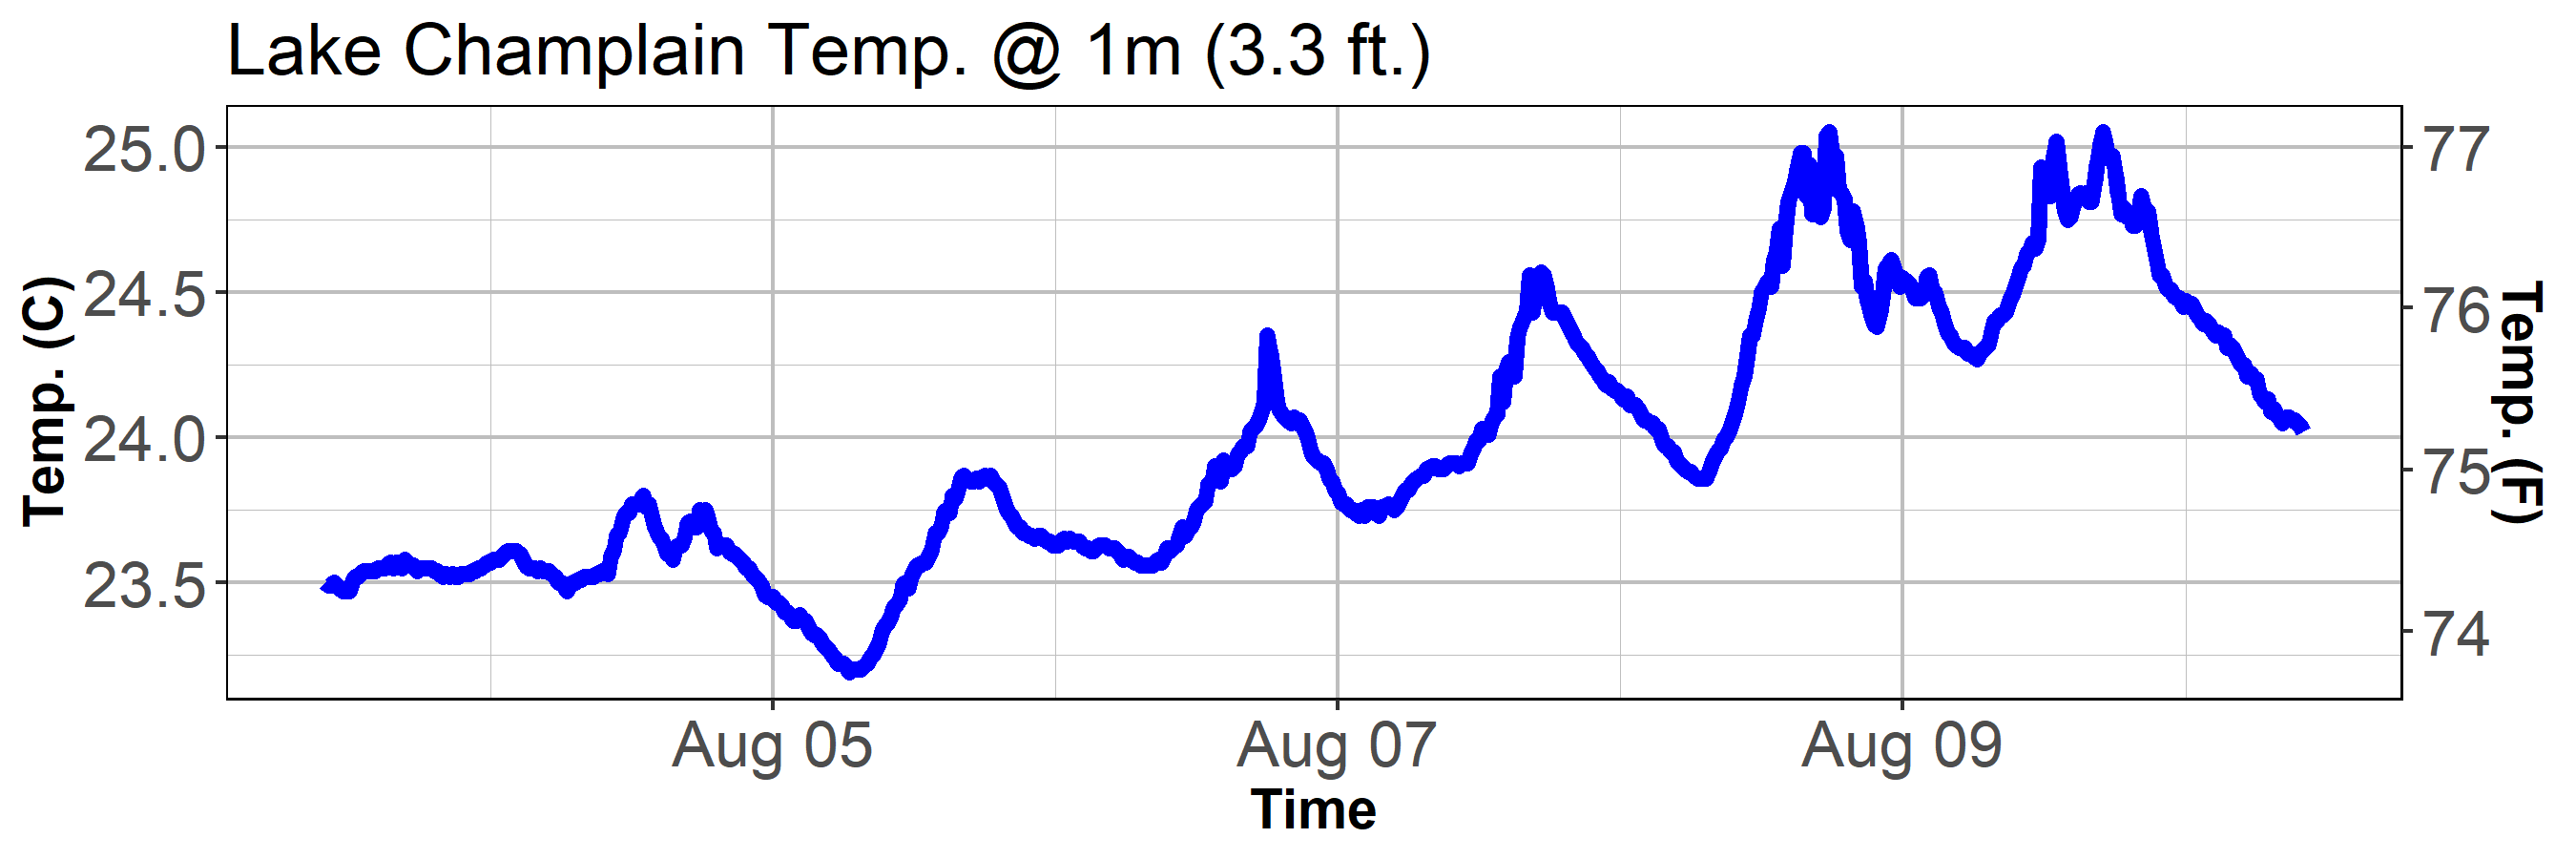 Lake Champlain Temp. @ 1m (3.3 ft.)
Temp. (C)
25.0
24.5
24.0
23.5
77
76
75
74
Temp. (F)
Aug 05 Aug 07 Aug 09
Time